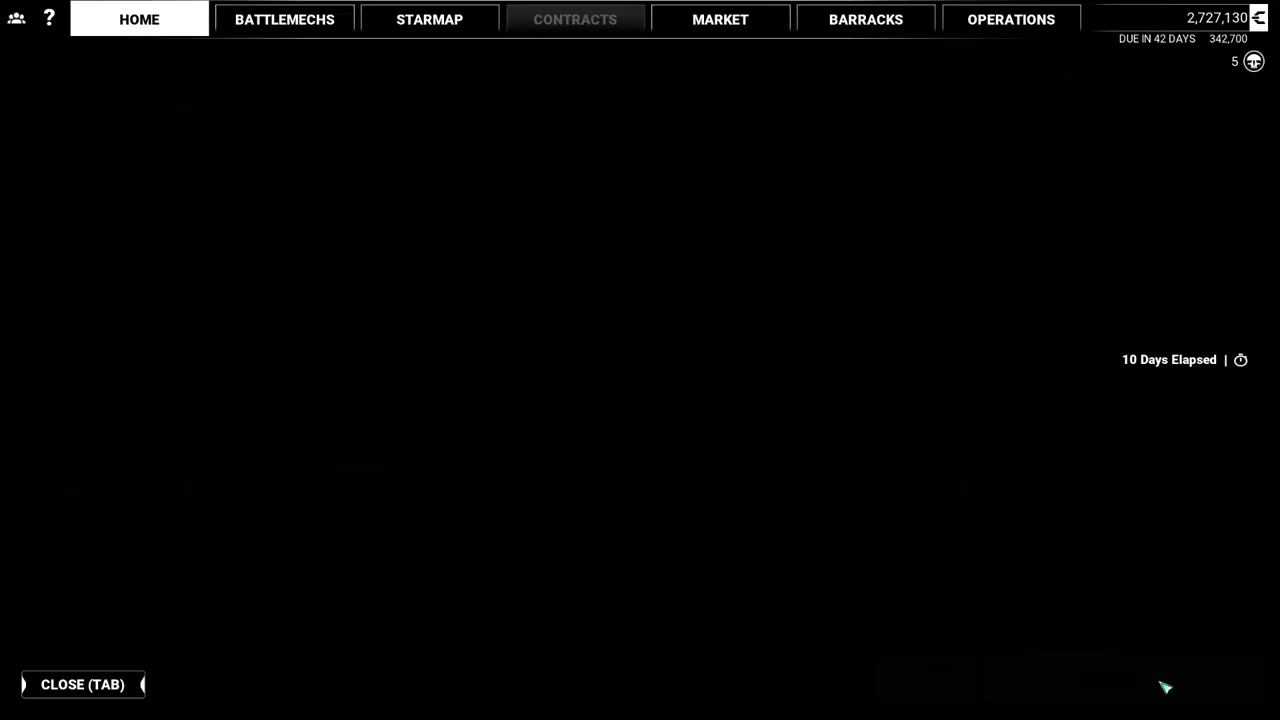 ?
HOME
BATTLEMECHS
STARMAP
CONTRACTS
MARKET
BARRACKS
OPERATIONS
2,727,130
DUE IN 42 DAYS 342,700
5
10 Days Elapsed |
CLOSE (TAB)